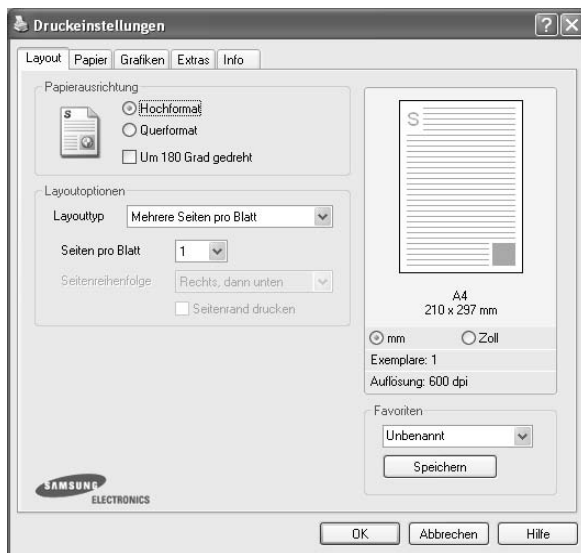 Druckeinstellungen
Layout Papier Grafiken Extras Info
Papierausrichtung
S
Hochformat
Querformat
Um 180 Grad gedreht
Layoutoptionen
Layouttyp Mehrere Seiten pro Blatt
Seiten pro Blatt 1
Seitenreihenfolge Rechts, dann unten
Seitenrand drucken
S
A4
210 x 297 mm
mm Zoll
Exemplare: 1
Auflösung: 600 dpi
Favoriten
Unbenannt
Speichern
SAMSUNG
ELECTRONICS
OK Abbrechen Hilfe